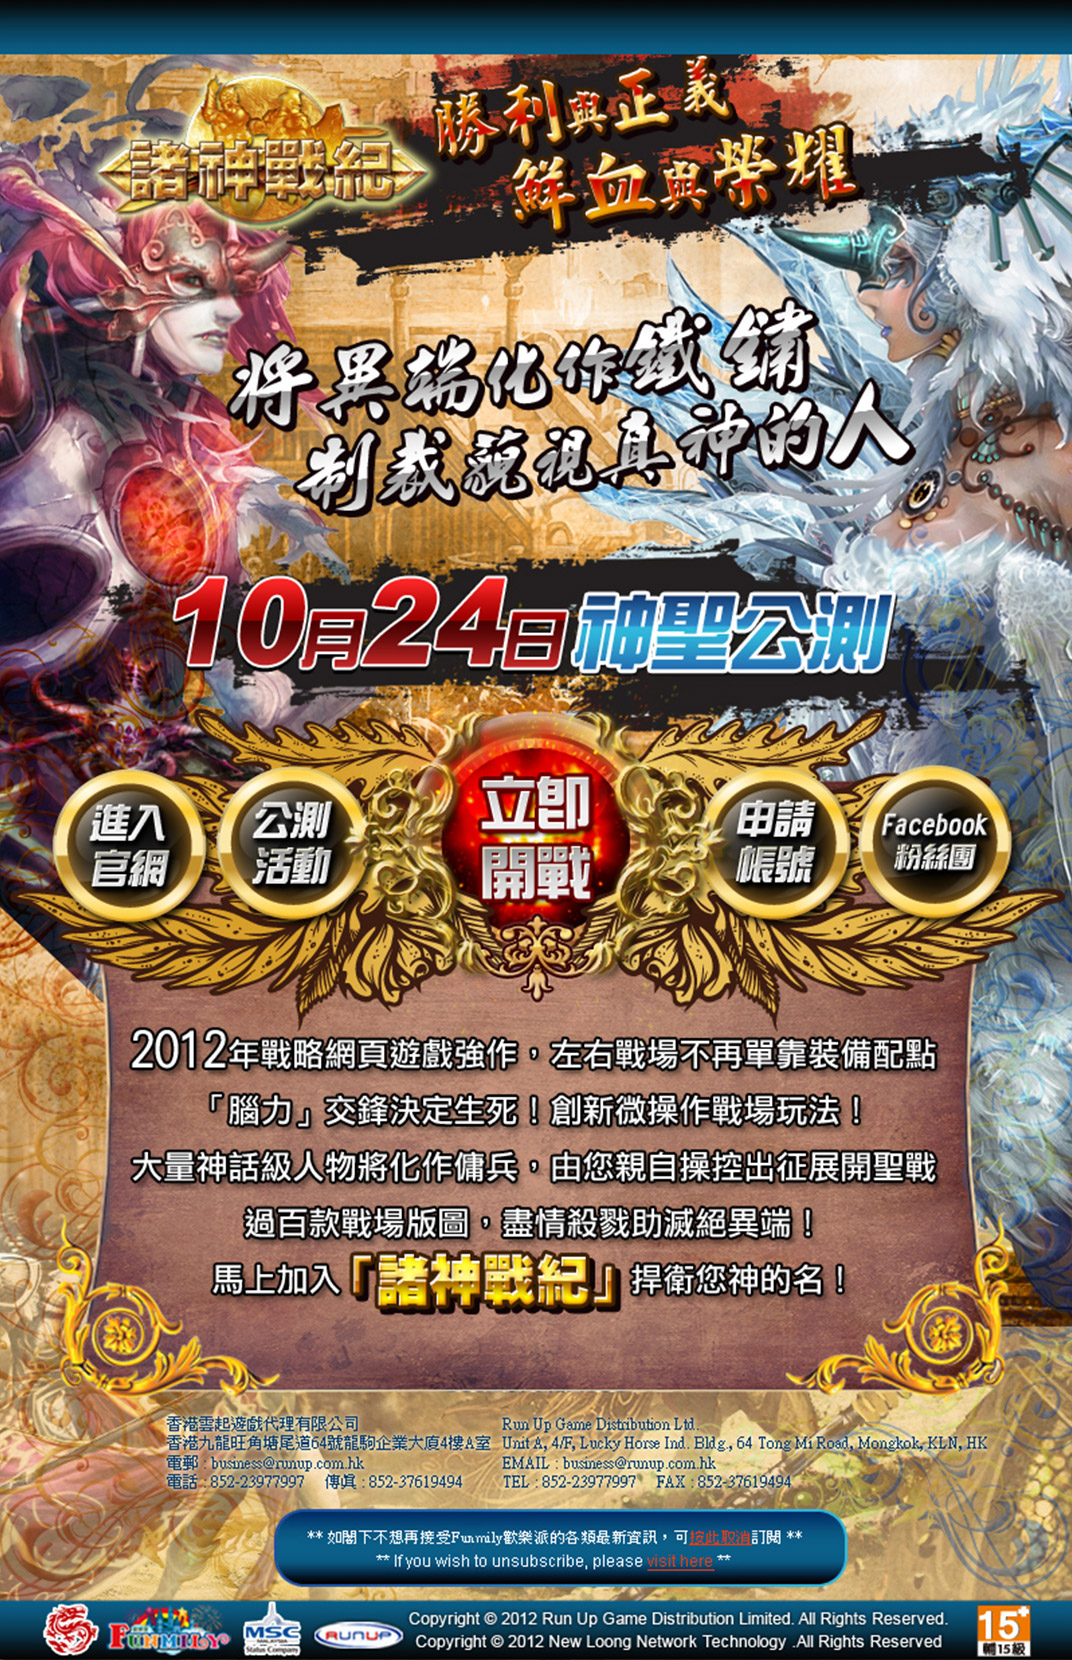 諸神戰紀
勝利與正義
鮮血與榮耀
將異端化作鐵鏽
制裁藐視真神的人
10月24日神聖公測
進入
官網
公測
活動
立即
開戰
申請
帳號
Facebook
粉絲團
2012年戰略網頁遊戲強作，左右戰場不再單靠裝備配點
「腦力」交鋒決定生死！創新微操作戰場玩法！
大量神話級人物將化作傭兵，由您親自操控出征展開聖戰
過百款戰場版圖，盡情殺戮助滅絕異端！
馬上加入「諸神戰紀」捍衛您神的名！
香港雲起遊戲代理有限公司
香港九龍旺角塘尾道64號龍駒企業大廈4樓A室
電郵 : business@runup.com.hk
電話 : 852-23977997 傳真 : 852-37619494
Run Up Game Distribution Ltd.
Unit A, 4/F, Lucky Horse Ind. Bldg., 64 Tong Mi Road, Mongkok, KLN, HK
EMAIL : business@runup.com.hk
TEL : 852-23977997 FAX : 852-37619494
** 如閣下不想再接受Funmily歡樂派的各類最新資訊，可按此取消訂閱 **
** If you wish to unsubscribe, please visit here **
FUNMILY
MSC
MALAYSIA
Status Company
RUNUP
Copyright © 2012 Run Up Game Distribution Limited. All Rights Reserved.
Copyright © 2012 New Loong Network Technology .All Rights Reserved
15+
輔15級